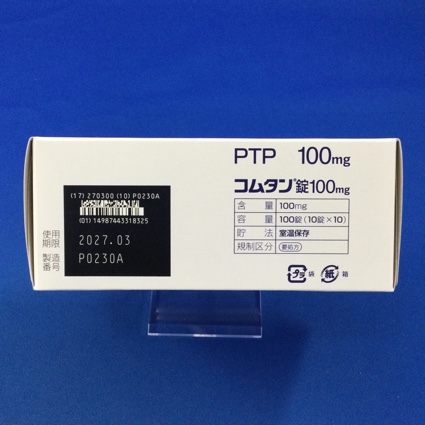 PTP 100mg
コムタン®錠100mg
含量 100mg
容量 100錠(10錠×10)
貯法 室温保存
規制区分 要処方
プラ 袋 紙 箱
(17) 270300 (10) P0230A
(01) 14987443318325
使用期限 2027.03
製造番号 P0230A